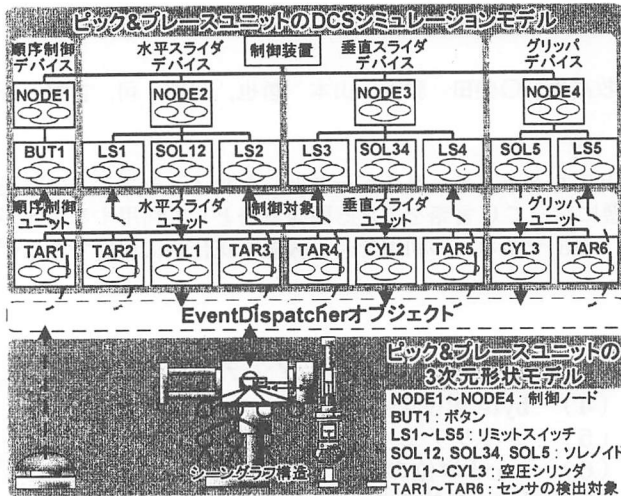 ピック&プレースユニットのDCSシミュレーションモデル
順序制御
デバイス
水平スライダ
デバイス
制御装置
垂直スライダ
デバイス
グリッパ
デバイス
NODE1
NODE2
NODE3
NODE4
BUT1
LS1
SOL12
LS2
LS3
SOL34
LS4
SOL5
LS5
順序制御
ユニット
水平スライダ
ユニット
制御対象
垂直スライダ
ユニット
グリッパ
ユニット
TAR1
TAR2
CYL1
TAR3
TAR4
CYL2
TAR5
CYL3
TAR6
EventDispatcherオブジェクト
ピック&プレースユニットの
3次元形状モデル
シーングラフ構造
NODE1～NODE4 : 制御ノード
BUT1 : ボタン
LS1～LS5 : リミットスイッチ
SOL12, SOL34, SOL5 : ソレノイド
CYL1～CYL3 : 空圧シリンダ
TAR1～TAR6 : センサの検出対象